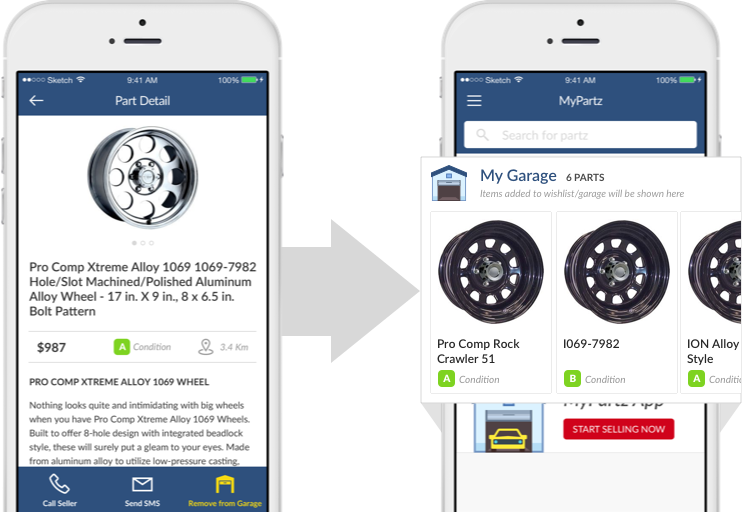 ●●○○○ Sketch 9:41 AM 100%
Part Detail
Pro Comp Xtreme Alloy 1069 1069-7982
Hole/Slot Machined/Polished Aluminum
Alloy Wheel - 17 in. X 9 in., 8 x 6.5 in.
Bolt Pattern
$987 A Condition 3.4 Km
PRO COMP XTREME ALLOY 1069 WHEEL
Nothing looks quite and intimidating with big wheels
when you have Pro Comp Xtreme Alloy 1069 Wheels.
Built to offer 8-hole design with integrated beadlock
style, these will surely put a gleam to your eyes. Made
from aluminum alloy to utilize low-pressure casting,
Call Seller Send SMS Remove from Garage
●●○○○ Sketch 9:41 AM 100%
MyPartz
Search for partz
My Garage 6 PARTS
Items added to wishlist/garage will be shown here
Pro Comp Rock
Crawler 51
A Condition
I069-7982
B Condition
ION Alloy
Style
A Conditi
MyPartz App
START SELLING NOW